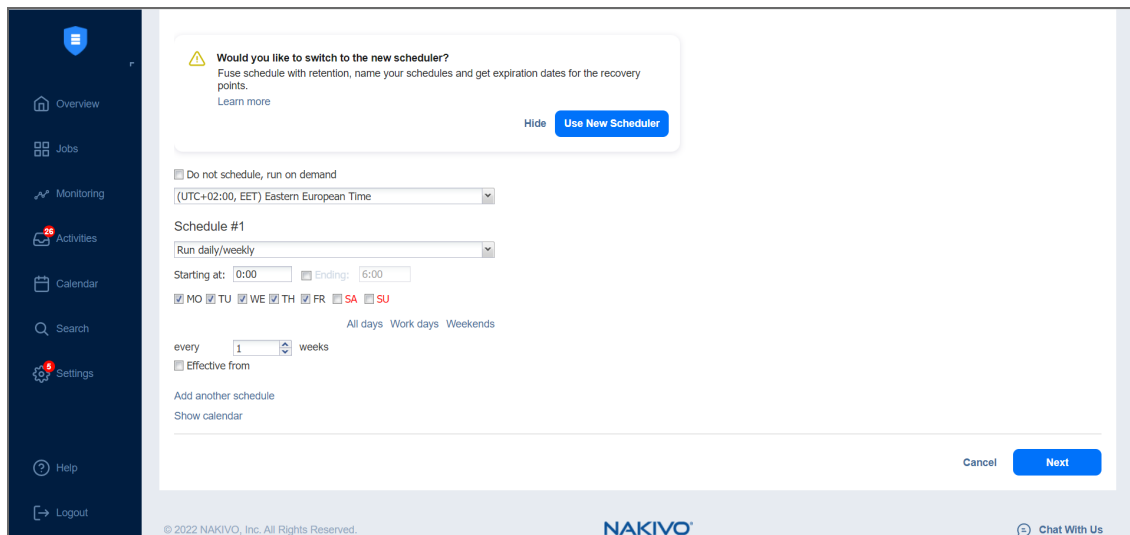 Would you like to switch to the new scheduler?
Fuse schedule with retention, name your schedules and get expiration dates for the recovery
points.
Learn more
Hide Use New Scheduler
Overview
Jobs
Monitoring
26
Activities
Calendar
Search
5
Settings
Help
Logout
Do not schedule, run on demand
(UTC+02:00, EET) Eastern European Time
Schedule #1
Run daily/weekly
Starting at: 0:00 Ending: 6:00
MO TU WE TH FR SA SU
All days Work days Weekends
every 1 weeks
Effective from
Add another schedule
Show calendar
Cancel Next
© 2022 NAKIVO, Inc. All Rights Reserved. NAKIVO® Chat With Us